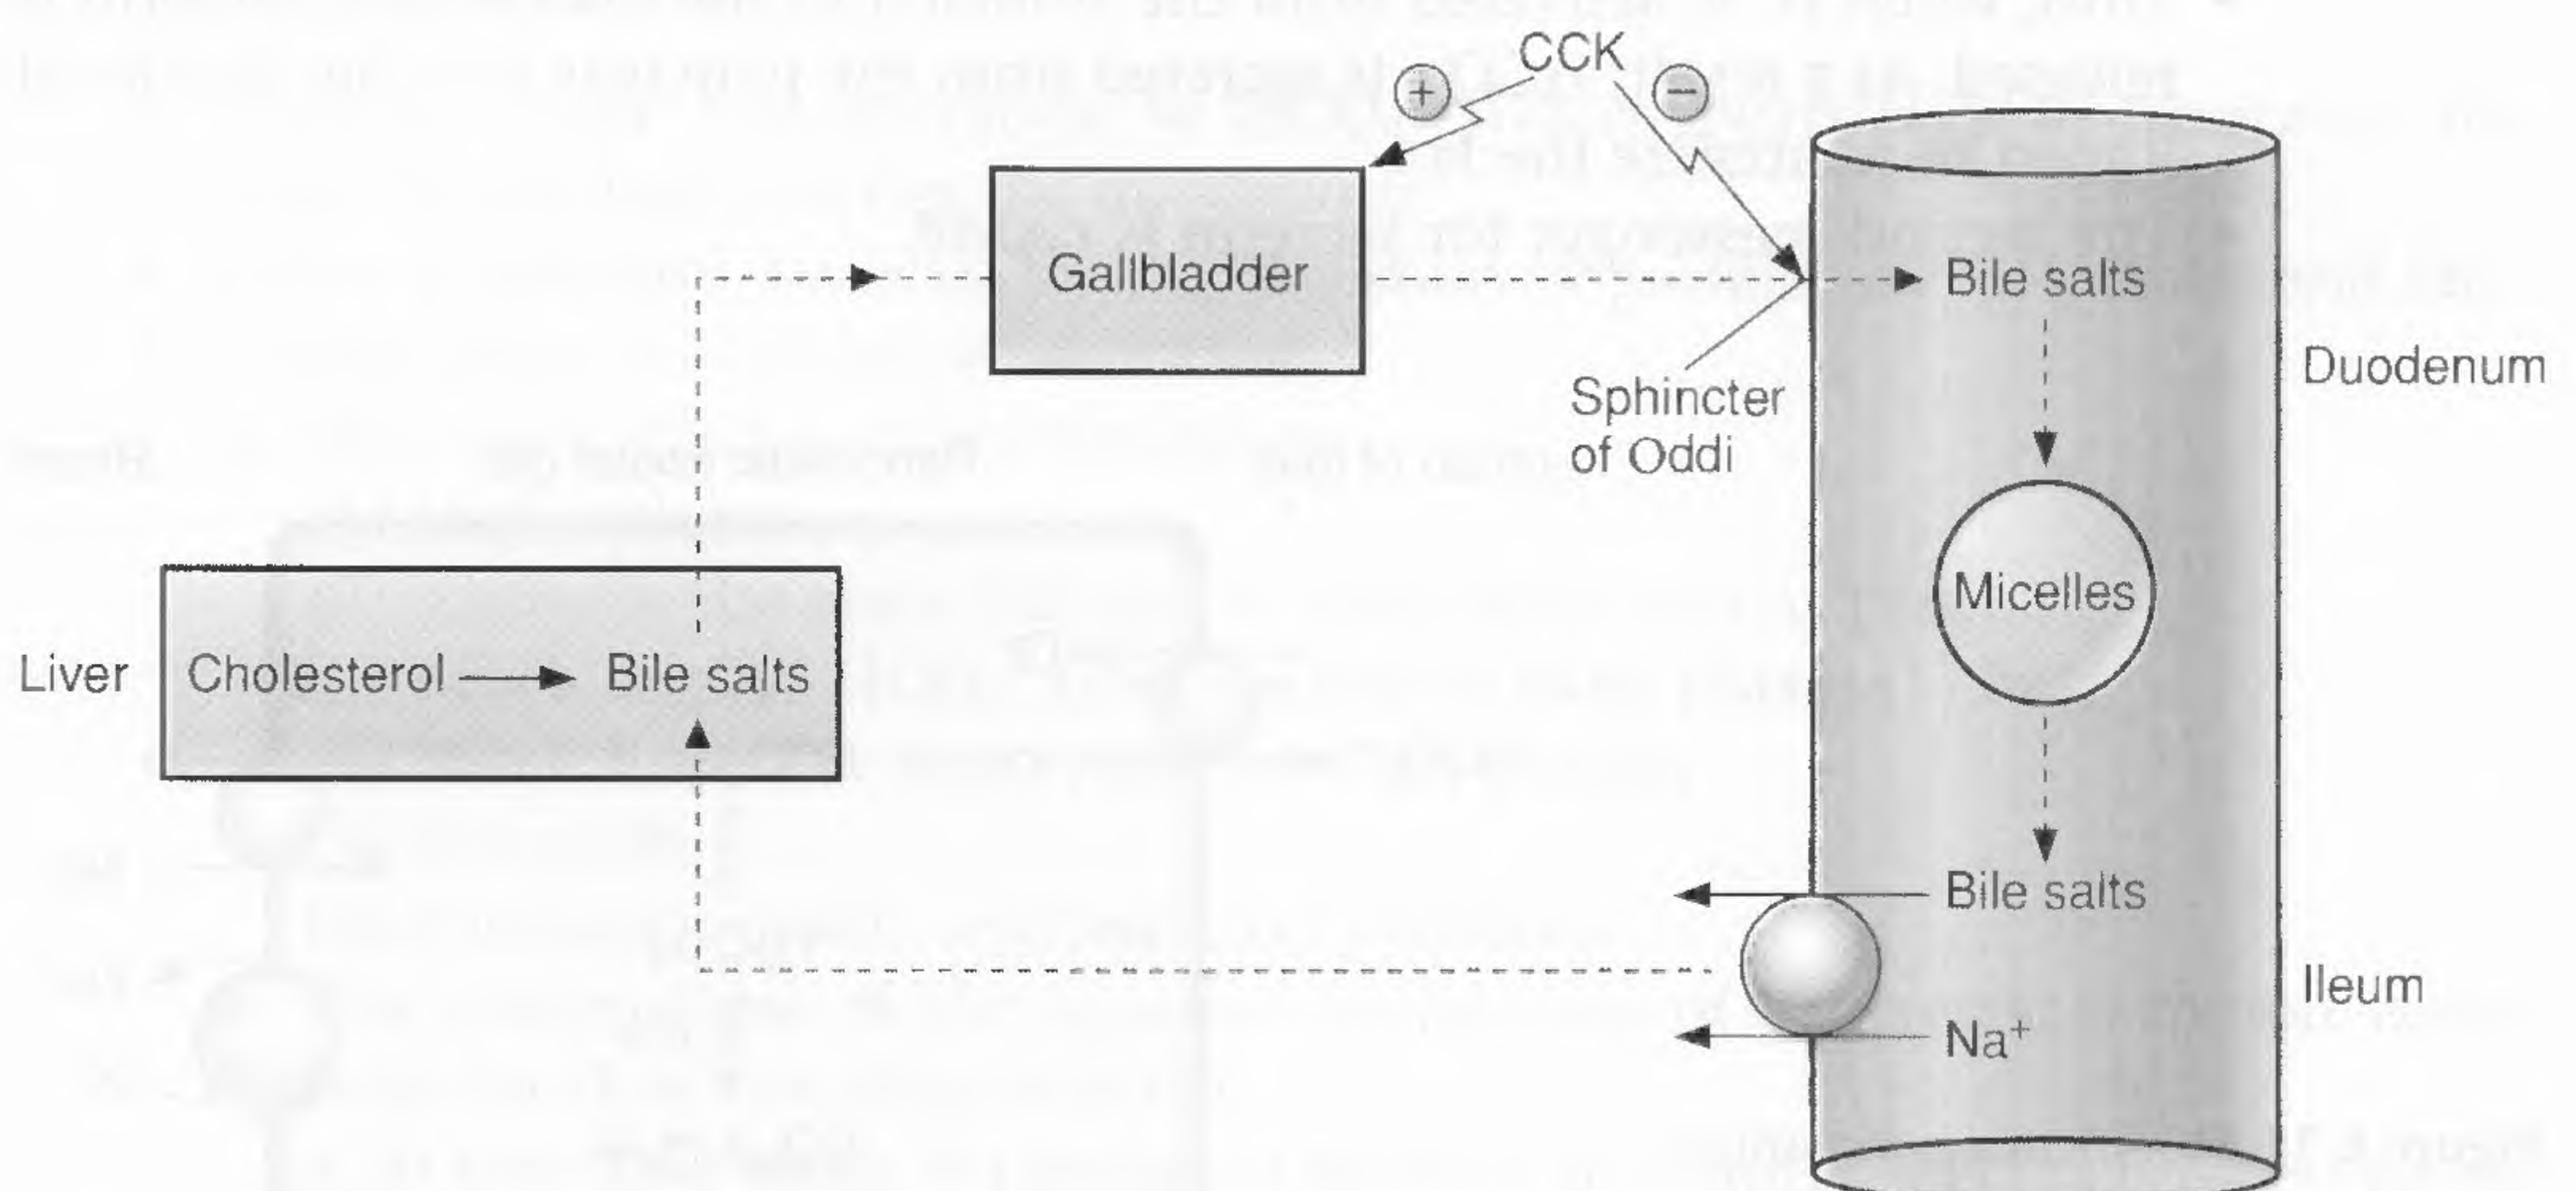 CCK
+
−
Gallbladder
Bile salts
Duodenum
Sphincter
of Oddi
Micelles
Liver
Cholesterol
Bile salts
Bile salts
Ileum
Na⁺